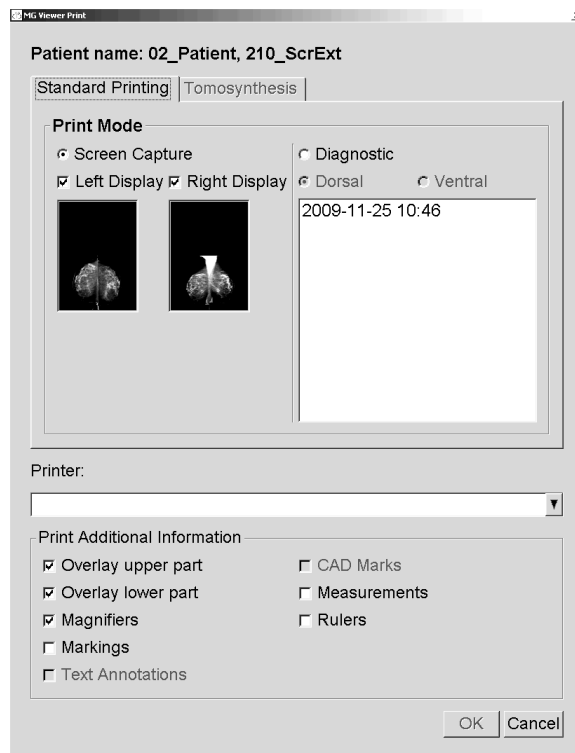 MG Viewer Print
Patient name: 02_Patient, 210_ScrExt
Standard Printing Tomosynthesis
Print Mode
Screen Capture Diagnostic
Left Display Right Display Dorsal Ventral
2009-11-25 10:46
Printer:
Print Additional Information
Overlay upper part CAD Marks
Overlay lower part Measurements
Magnifiers Rulers
Markings
Text Annotations
OK Cancel